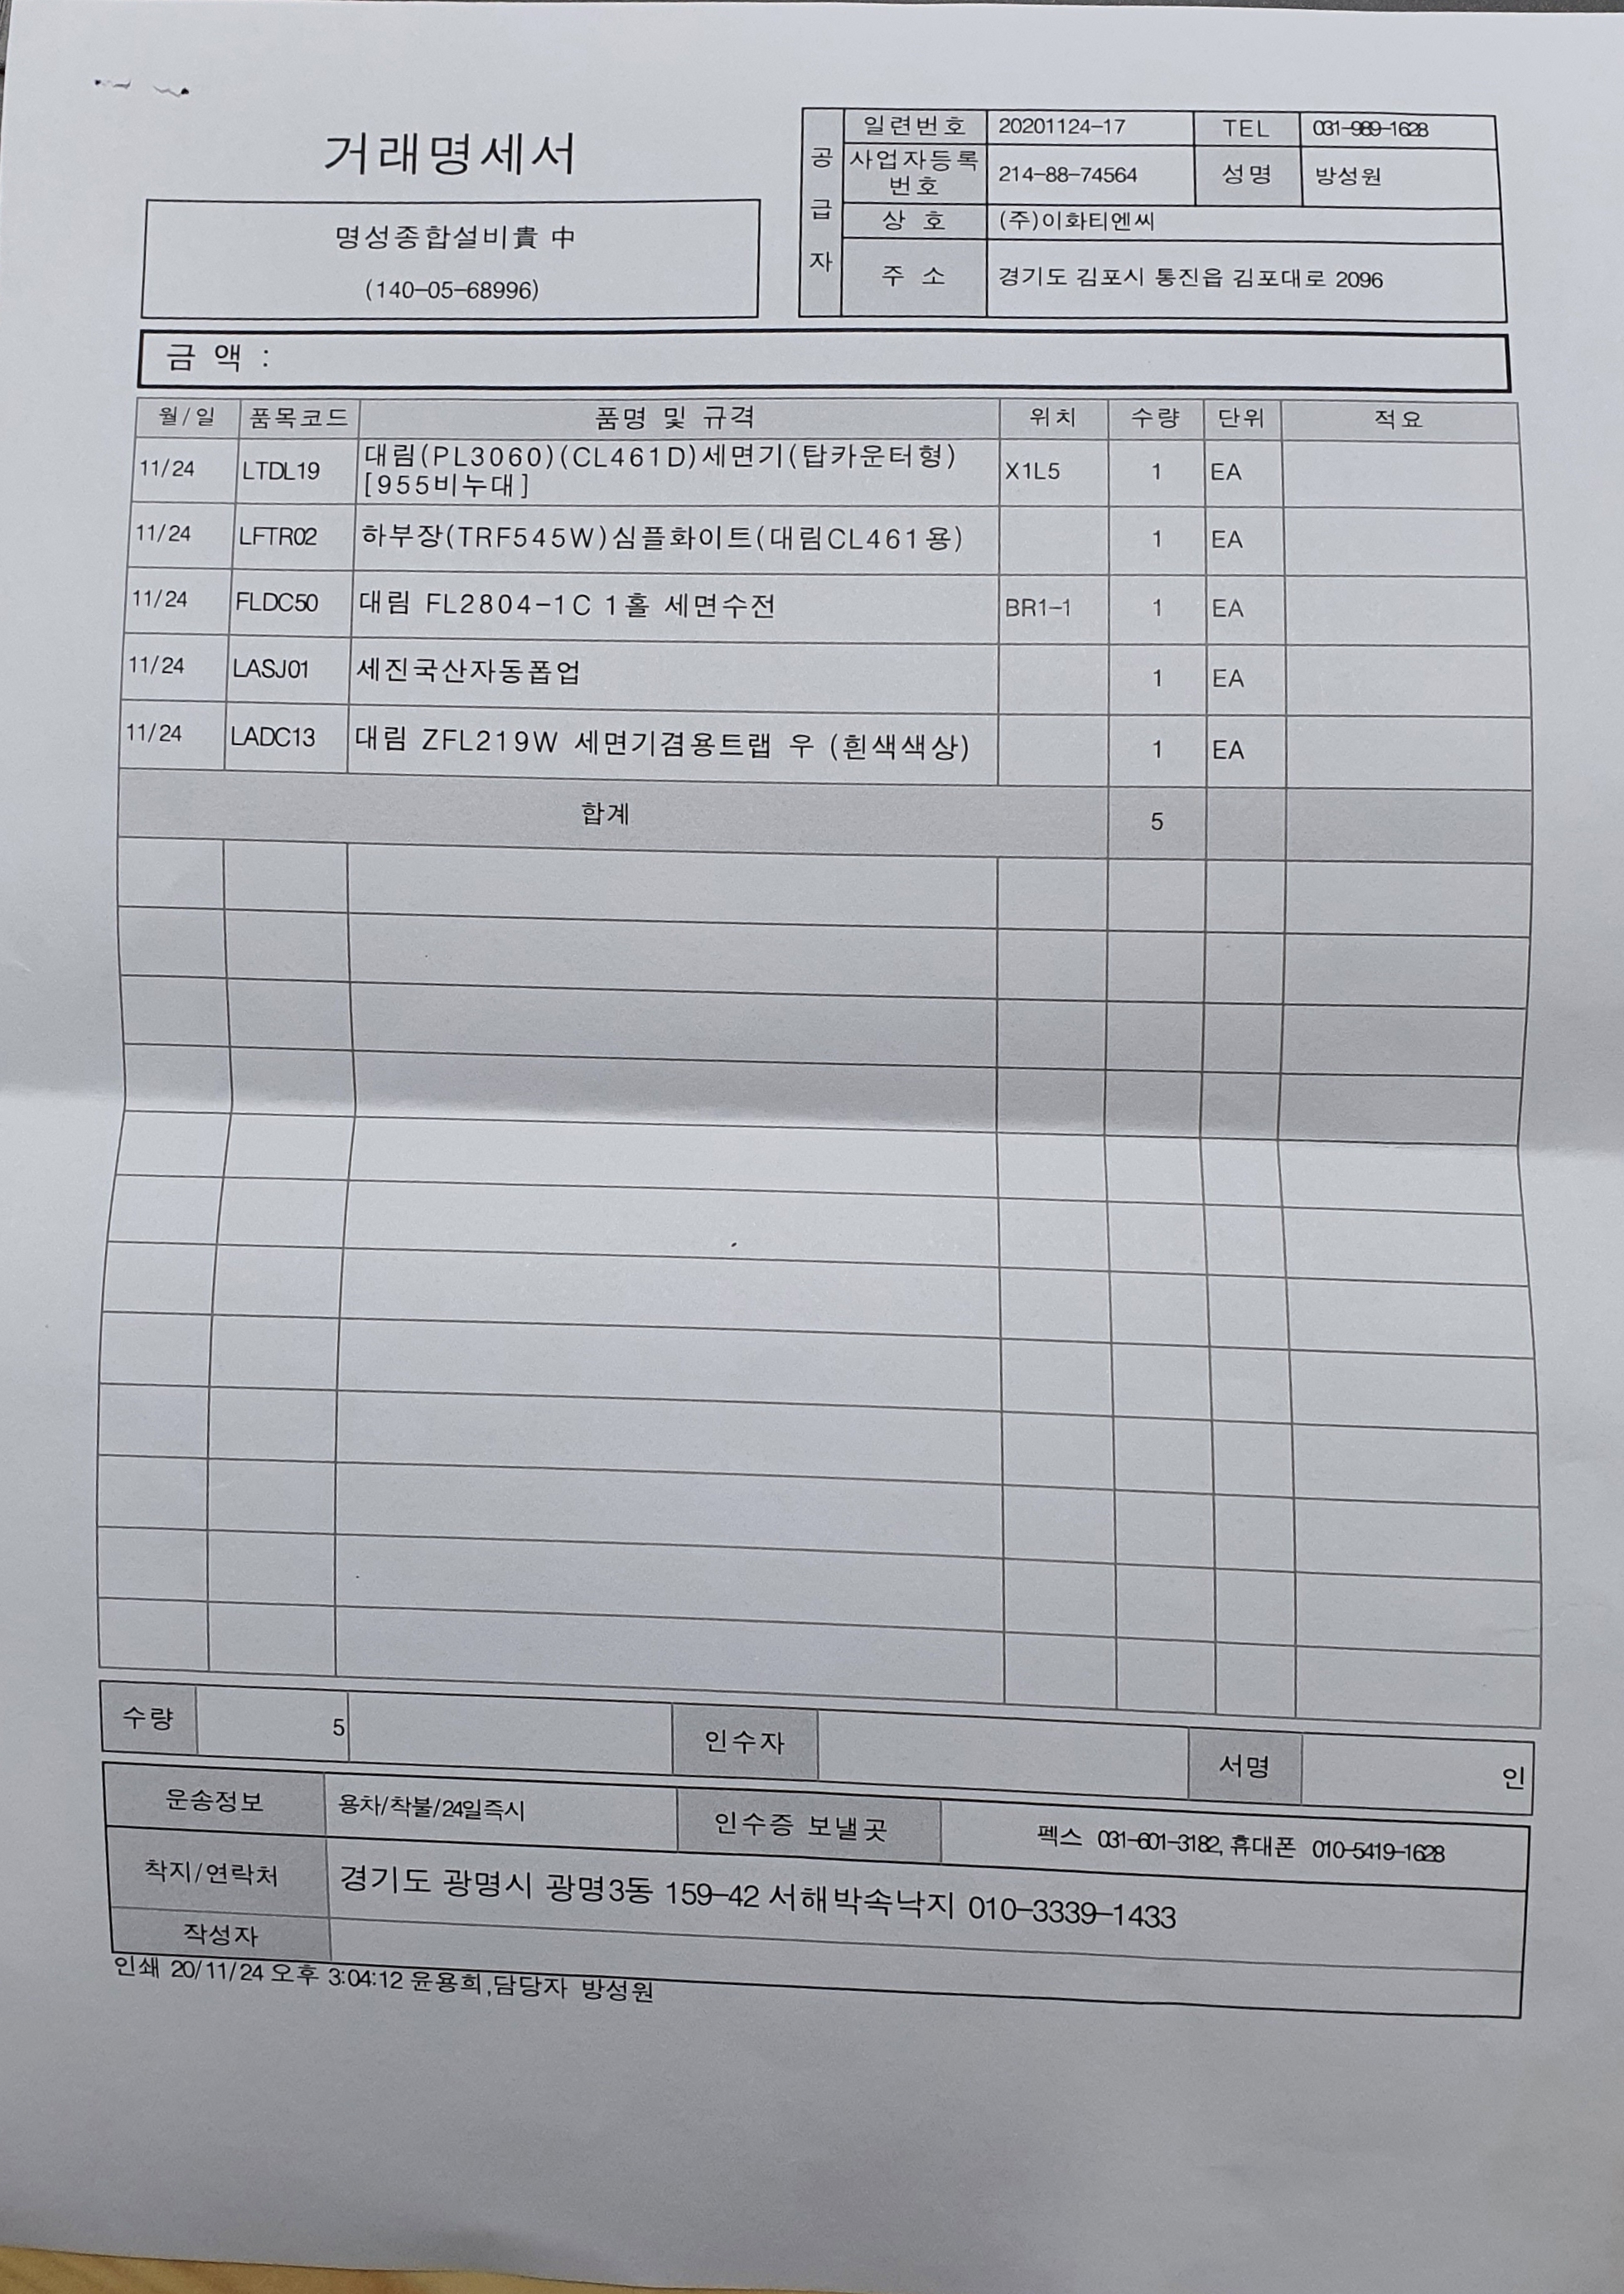 거래명세서
명성종합설비貴 中
(140-05-68996)
공급자
일련번호 20201124-17 TEL 031-989-1628
사업자등록번호 214-88-74564 성명 방성원
상 호 (주)이화티엔씨
주 소 경기도 김포시 통진읍 김포대로 2096
금 액 :
월/일 품목코드 품명 및 규격 위치 수량 단위 적요
11/24 LTDL19 대림(PL3060)(CL461D)세면기(탑카운터형) X1L5 1 EA
[955비누대]
11/24 LFTR02 하부장(TRF545W)심플화이트(대림CL461용) 1 EA
11/24 FLDC50 대림 FL2804-1C 1홀 세면수전 BR1-1 1 EA
11/24 LASJ01 세진국산자동폽업 1 EA
11/24 LADC13 대림 ZFL219W 세면기겸용트랩 우 (흰색색상) 1 EA
합계 5
수량 5 인수자 서명 인
운송정보 용차/착불/24일즉시 인수증 보낼곳 펙스 031-601-3182, 휴대폰 010-5419-1628
착지/연락처 경기도 광명시 광명3동 159-42 서해박속낙지 010-3339-1433
작성자
인쇄 20/11/24 오후 3:04:12 윤용희,담당자 방성원